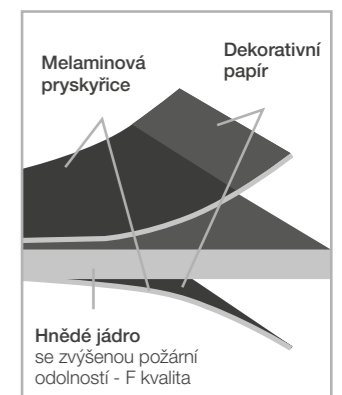 Melaminová
pryskyřice
Dekorativní
papír
Hnědé jádro
se zvýšenou požární
odolností - F kvalita